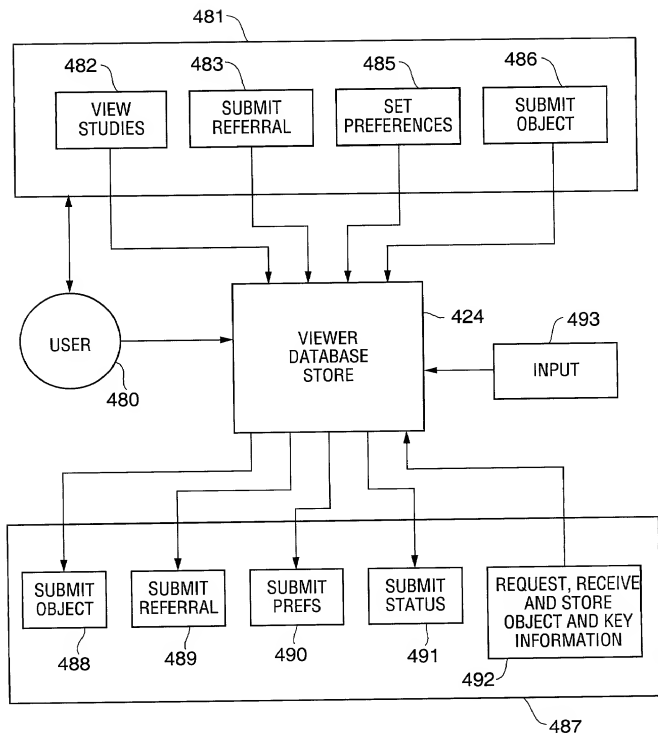 481
482
483
485
486
VIEW
STUDIES
SUBMIT
REFERRAL
SET
PREFERENCES
SUBMIT
OBJECT
USER
480
VIEWER
DATABASE
STORE
424
493
INPUT
SUBMIT
OBJECT
488
SUBMIT
REFERRAL
489
SUBMIT
PREFS
490
SUBMIT
STATUS
491
REQUEST, RECEIVE
AND STORE
OBJECT AND KEY
INFORMATION
492
487